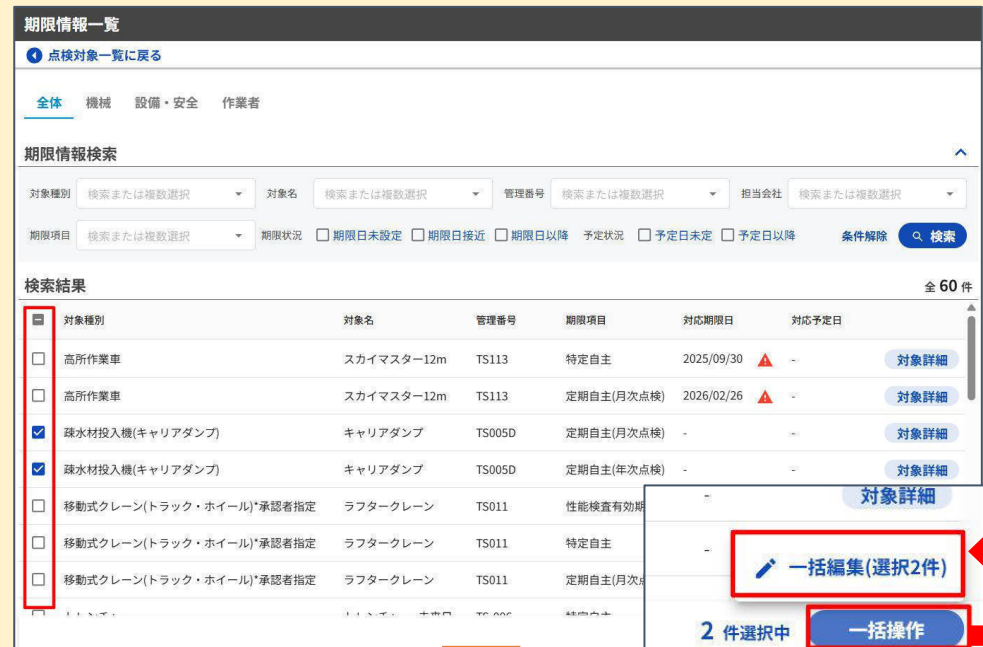 期限情報一覧
点検対象一覧に戻る
全体 機械 設備・安全 作業者
期限情報検索
対象種別 検索または複数選択 対象名 検索または複数選択 管理番号 検索または複数選択 担当会社 検索または複数選択
期限項目 検索または複数選択 期限状況 期限日未設定 期限日接近 期限日以降 予定状況 予定日未定 予定日以降 条件解除 検索
検索結果 全 60 件
対象種別 対象名 管理番号 期限項目 対応期限日 対応予定日
高所作業車 スカイマスター12m TS113 特定自主 2025/09/30 - 対象詳細
高所作業車 スカイマスター12m TS113 定期自主(月次点検) 2026/02/26 - 対象詳細
疎水材投入機(キャリアダンプ) キャリアダンプ TS005D 定期自主(月次点検) - - 対象詳細
疎水材投入機(キャリアダンプ) キャリアダンプ TS005D 定期自主(年次点検) - - 対象詳細
移動式クレーン(トラック・ホイール)*承認者指定 ラフタークレーン TS011 性能検査有効期
- 対象詳細
移動式クレーン(トラック・ホイール)*承認者指定 ラフタークレーン TS011 特定自主
-
移動式クレーン(トラック・ホイール)*承認者指定 ラフタークレーン TS011 定期自主(月次
一括編集(選択2件)
2 件選択中 一括操作